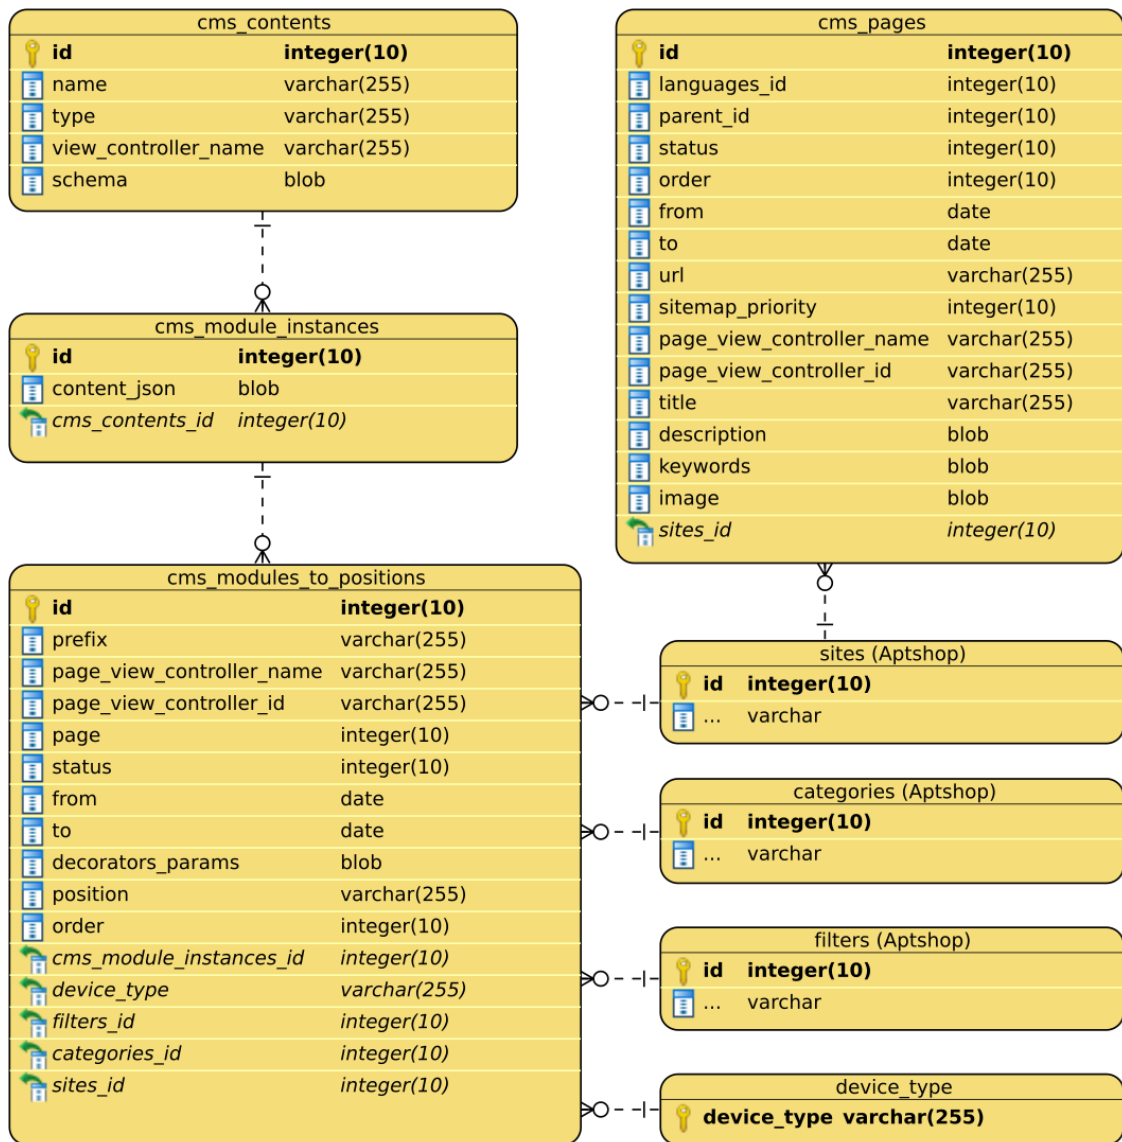 cms_contents
id integer(10)
name varchar(255)
type varchar(255)
view_controller_name varchar(255)
schema blob
cms_module_instances
id integer(10)
content_json blob
cms_contents_id integer(10)
cms_modules_to_positions
id integer(10)
prefix varchar(255)
page_view_controller_name varchar(255)
page_view_controller_id varchar(255)
page integer(10)
status integer(10)
from date
to date
decorators_params blob
position varchar(255)
order integer(10)
cms_module_instances_id integer(10)
device_type varchar(255)
filters_id integer(10)
categories_id integer(10)
sites_id integer(10)
cms_pages
id integer(10)
languages_id integer(10)
parent_id integer(10)
status integer(10)
order integer(10)
from date
to date
url varchar(255)
sitemap_priority integer(10)
page_view_controller_name varchar(255)
page_view_controller_id varchar(255)
title varchar(255)
description blob
keywords blob
image blob
sites_id integer(10)
sites (Aptshop)
id integer(10)
... varchar
categories (Aptshop)
id integer(10)
... varchar
filters (Aptshop)
id integer(10)
... varchar
device_type
device_type varchar(255)